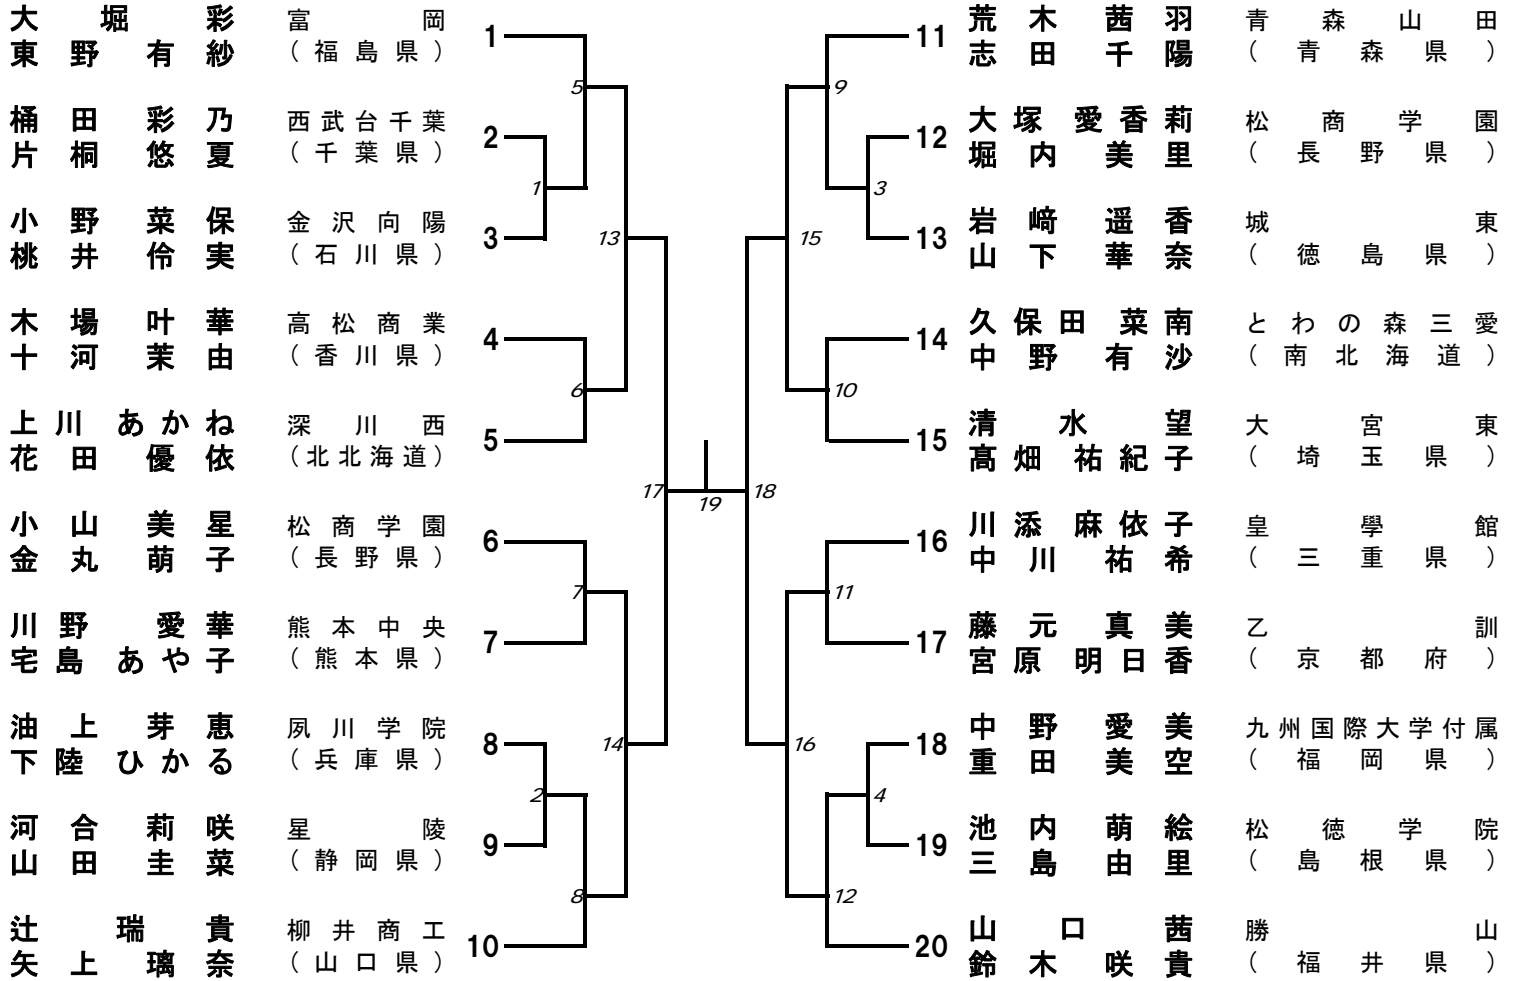 大堀彩 富岡
1
東野有紗 (福島県)
桶田彩乃 西武台千葉
2
片桐悠夏 (千葉県)
小野菜保 金沢向陽
3
桃井伶実 (石川県)
木場叶華 高松商業
4
十河茉由 (香川県)
上川あかね 深川西
5
花田優依 (北北海道)
小山美星 松商学園
6
金丸萌子 (長野県)
川野愛華 熊本中央
7
宅島あや子 (熊本県)
油上芽恵 夙川学院
8
下陸ひかる (兵庫県)
河合莉咲 星陵
9
山田圭菜 (静岡県)
辻瑞貴 柳井商工
10
矢上璃奈 (山口県)
5
1
13
6
17
7
14
2
8
19
18
9
3
15
10
11
16
4
12
荒木茜羽 青森山田
11
志田千陽 (青森県)
大塚愛香莉 松商学園
12
堀内美里 (長野県)
岩﨑遥香 城東
13
山下華奈 (徳島県)
久保田菜南 とわの森三愛
14
中野有沙 (南北海道)
清水望 大宮東
15
髙畑祐紀子 (埼玉県)
川添麻依子 皇學館
16
中川祐希 (三重県)
藤元真美 乙訓
17
宮原明日香 (京都府)
中野愛美 九州国際大学付属
18
重田美空 (福岡県)
池内萌絵 松徳学院
19
三島由里 (島根県)
山口茜 勝山
20
鈴木咲貴 (福井県)